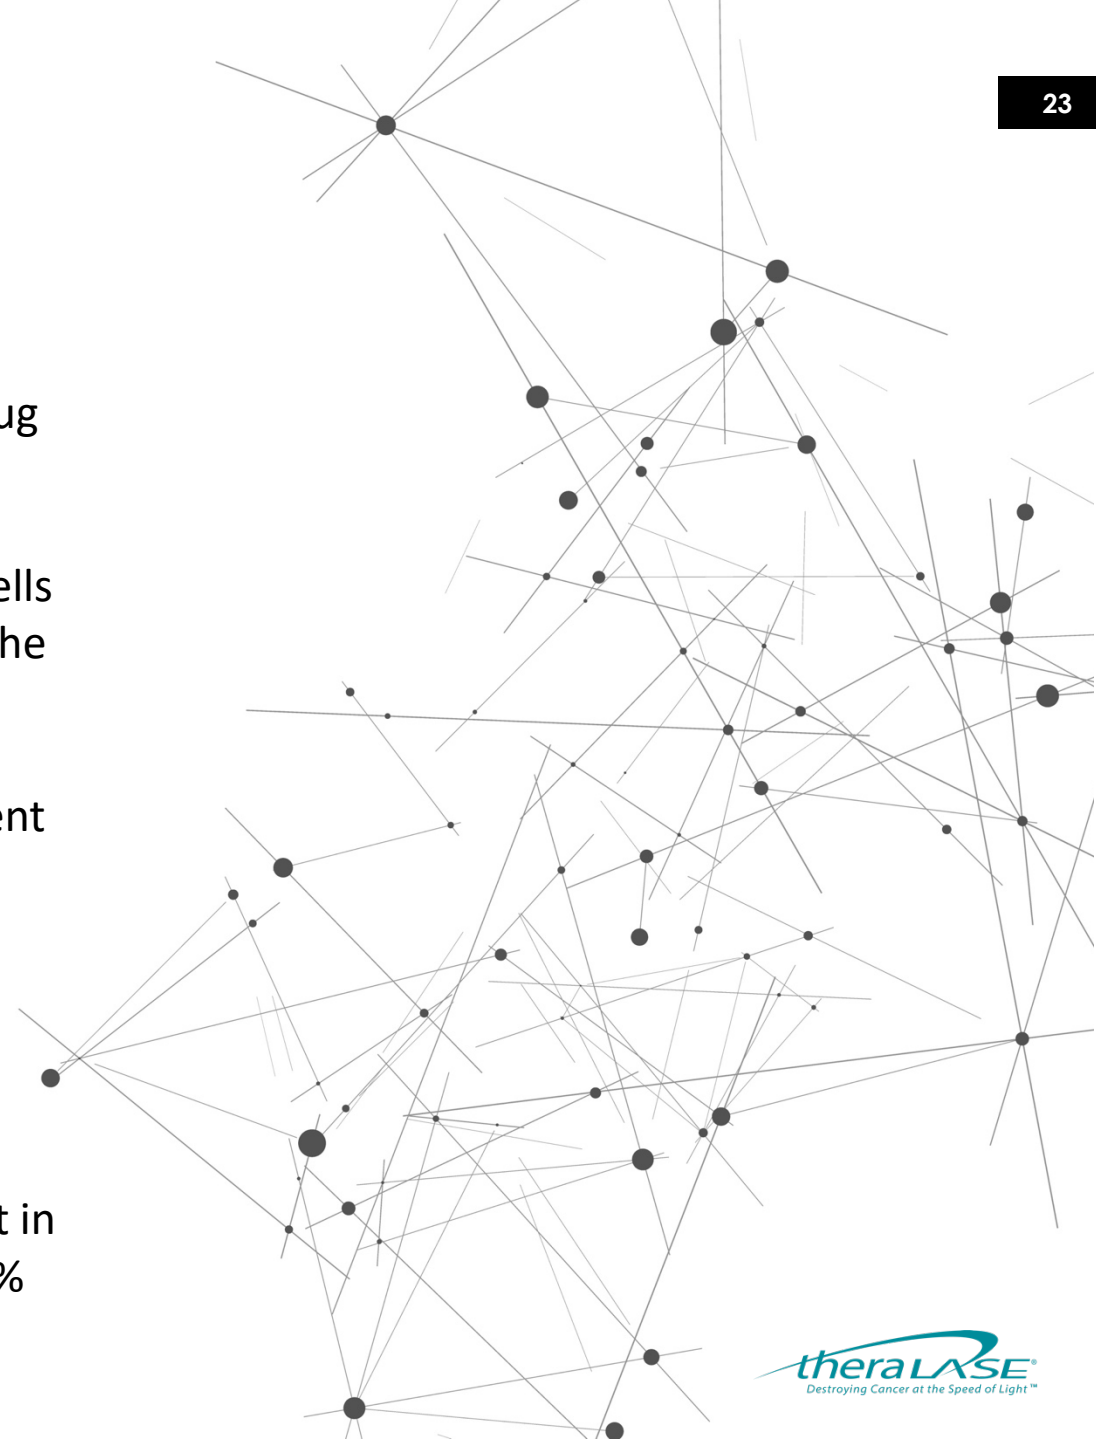 23
ug
ells
he
ent
t in
%
theraLASE®
Destroying Cancer at the Speed of Light™